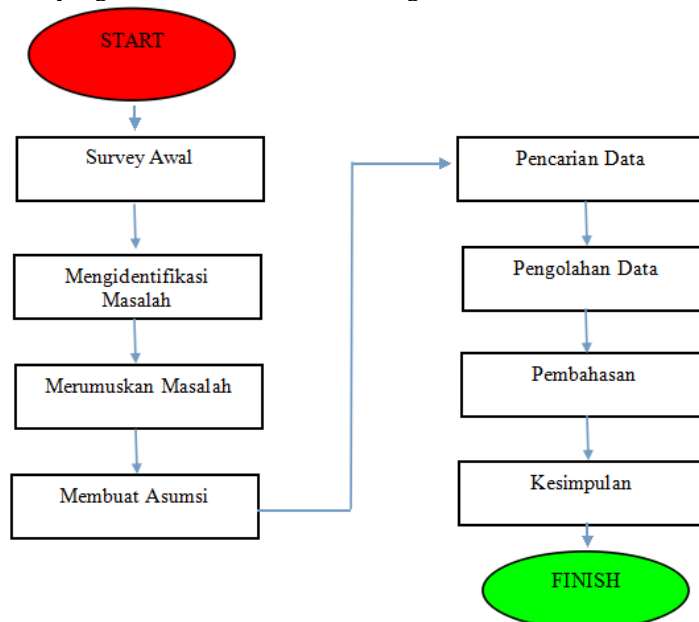 START
Survey Awal
Mengidentifikasi
Masalah
Merumuskan Masalah
Membuat Asumsi
Pencarian Data
Pengolahan Data
Pembahasan
Kesimpulan
FINISH